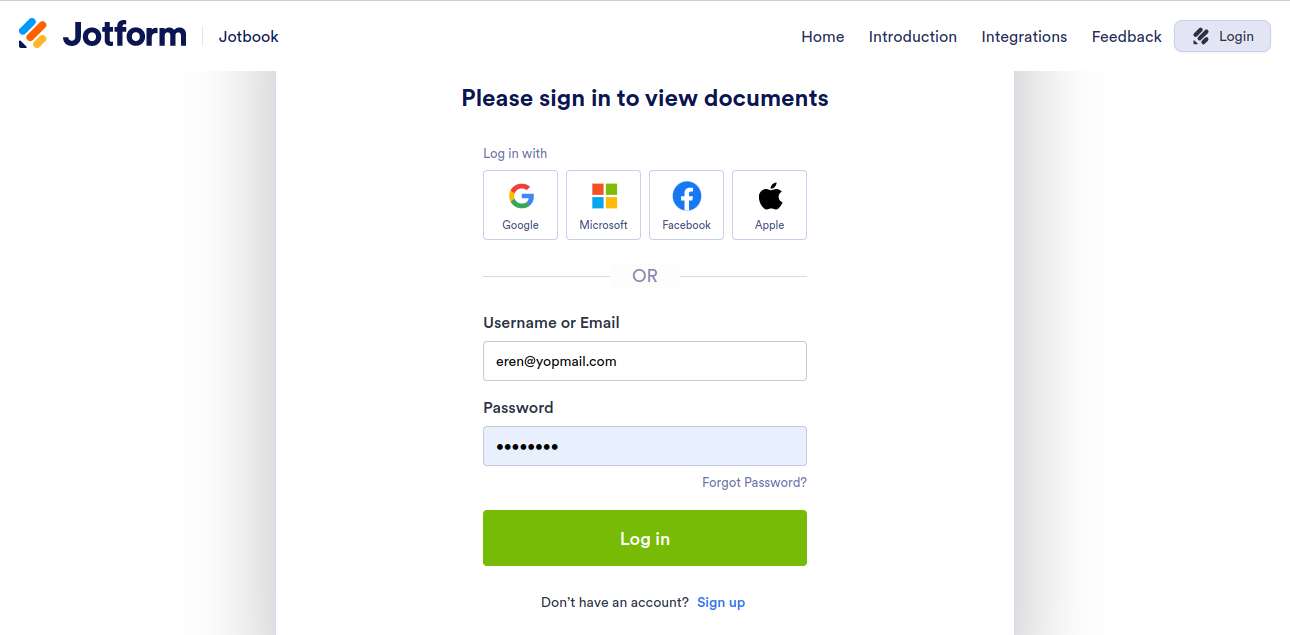 Jotform Jotbook Home Introduction Integrations Feedback Login
Please sign in to view documents
Log in with
Google Microsoft Facebook Apple
OR
Username or Email
eren@yopmail.com
Password
••••••••
Forgot Password?
Log in
Don't have an account? Sign up